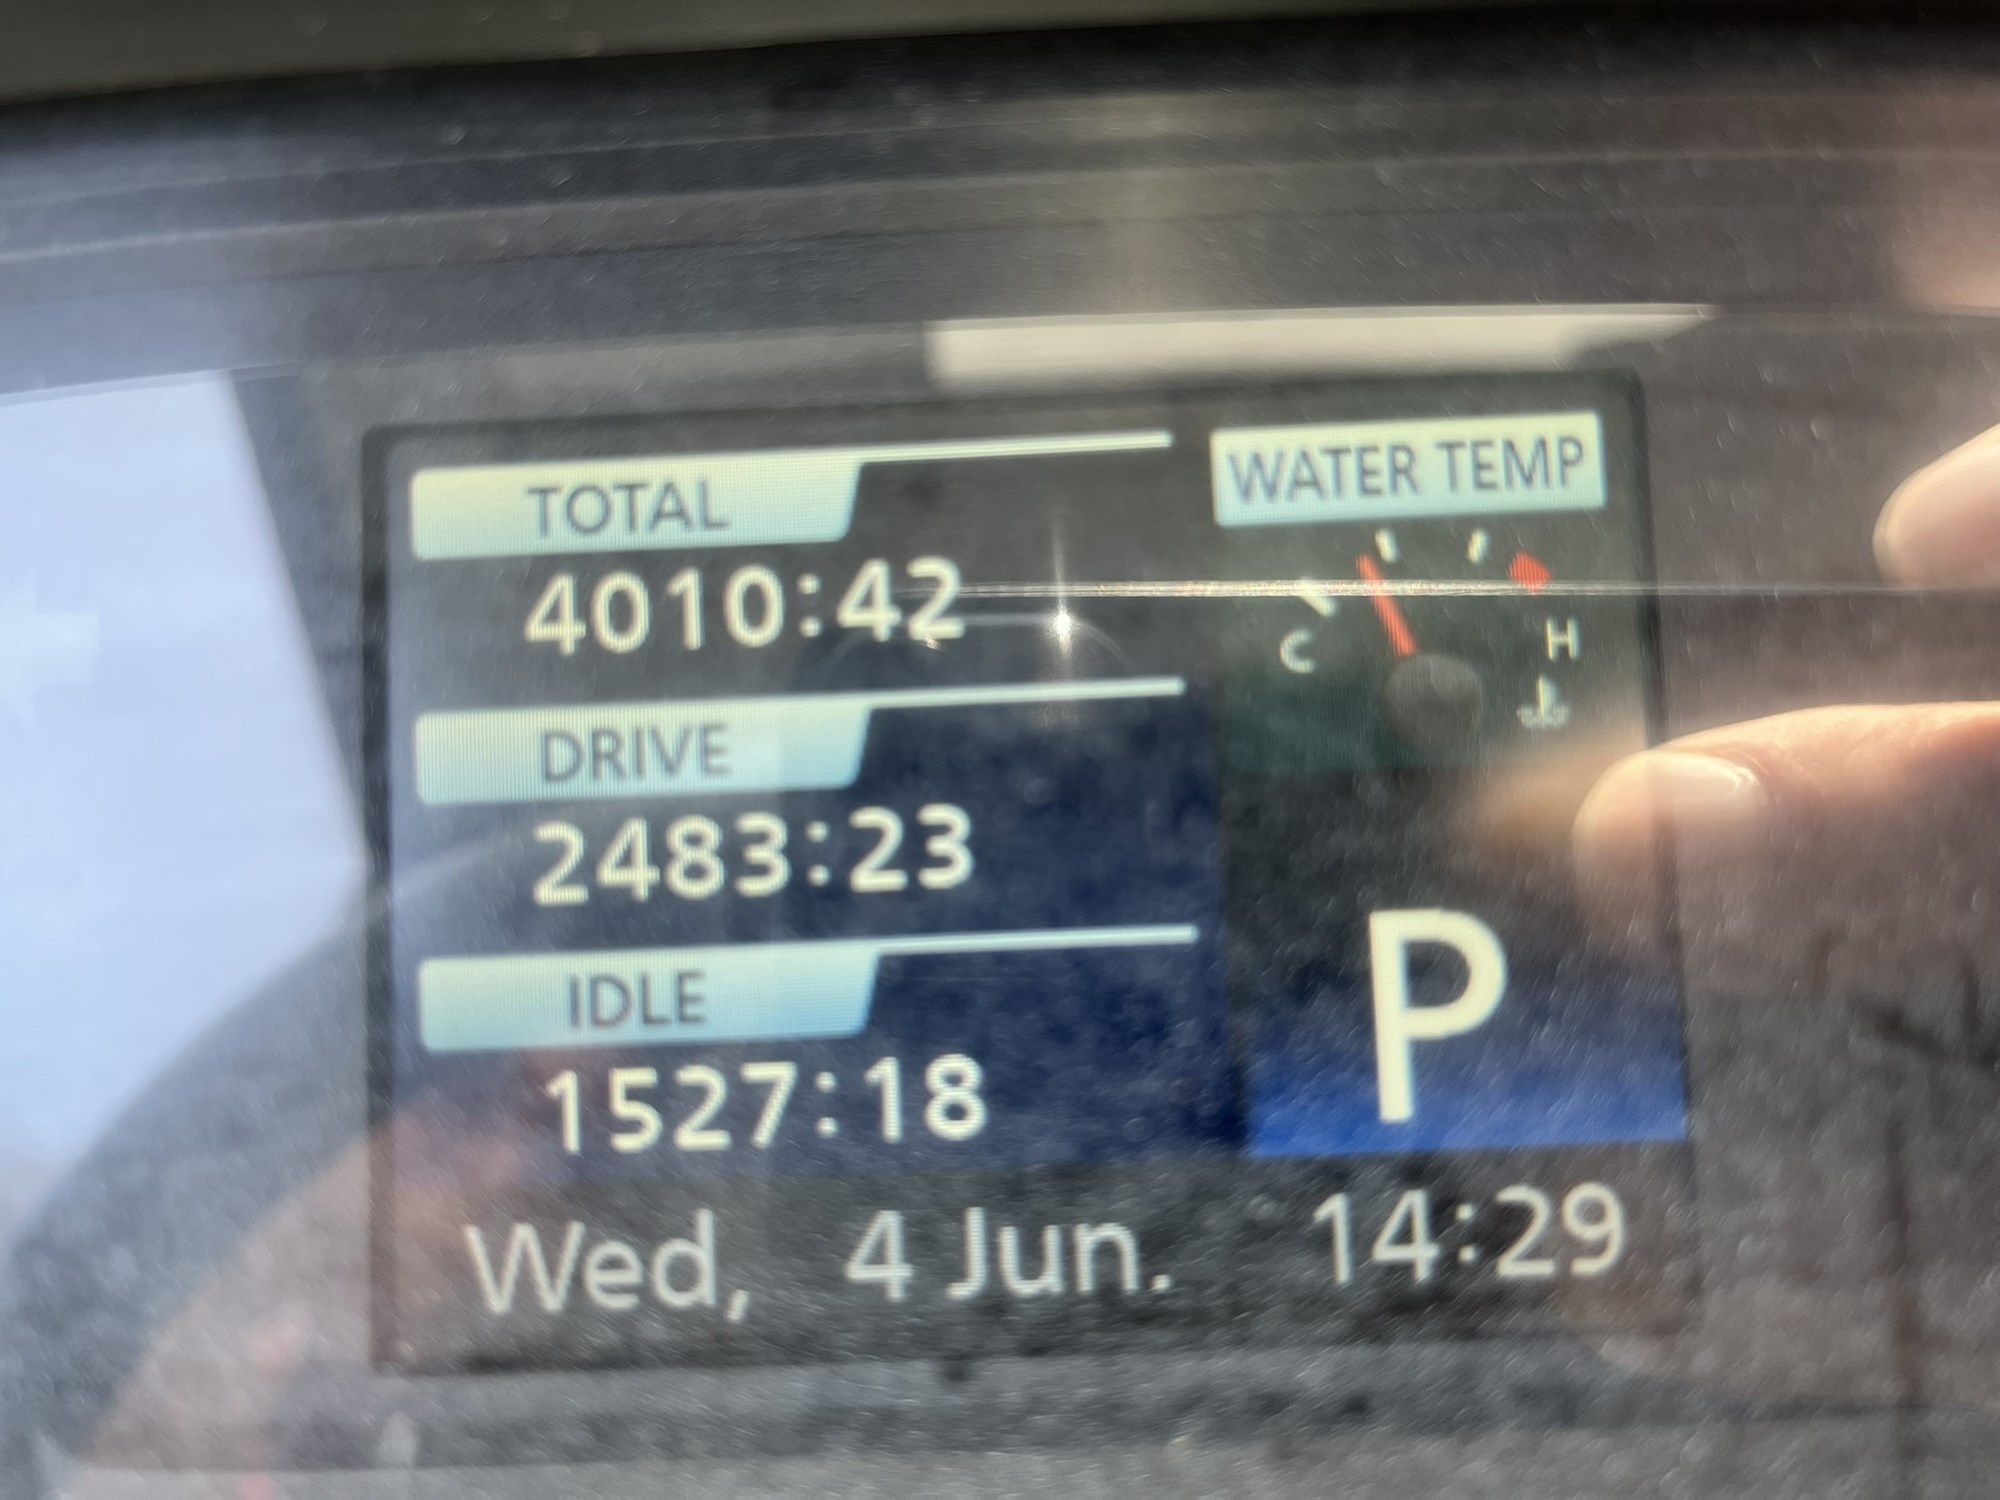 TOTAL
4010:42
DRIVE
2483:23
IDLE
1527:18
WATER TEMP
C
H
P
Wed, 4 Jun. 14:29